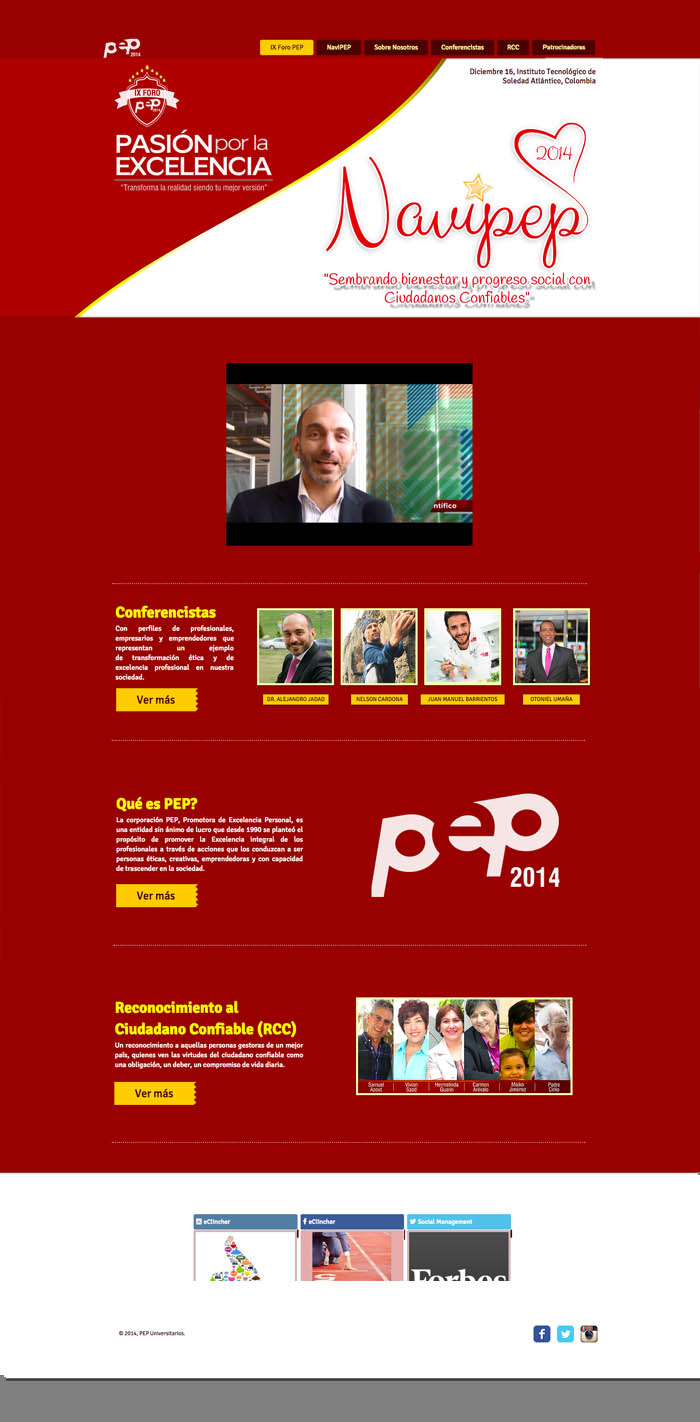 pep 2014
IX Foro PEP
NaviPEP
Sobre Nosotros
Conferencistas
RCC
Patrocinadores
Diciembre 16, Instituto Tecnológico de
Soledad Atlántico, Colombia
IX FORO
pep
2014
PASIÓN por la
EXCELENCIA
"Transforma la realidad siendo tu mejor versión"
2014
Navipep
"Sembrando bienestar y progreso social con
Ciudadanos Confiables"
ntífico
Conferencistas
Con perfiles de profesionales,
empresarios y emprendedores que
representan un ejemplo
de transformación ética y de
excelencia profesional en nuestra
sociedad.
Ver más
DR. ALEJANDRO JADAD
NELSON CARDONA
JUAN MANUEL BARRIENTOS
OTONIEL UMAÑA
Qué es PEP?
La corporación PEP, Promotora de Excelencia Personal, es
una entidad sin ánimo de lucro que desde 1990 se planteó el
propósito de promover la Excelencia integral de los
profesionales a través de acciones que los conduzcan a ser
personas éticas, creativas, emprendedoras y con capacidad
de trascender en la sociedad.
Ver más
pep
2014
Reconocimiento al
Ciudadano Confiable (RCC)
Un reconocimiento a aquellas personas gestoras de un mejor
país, quienes ven las virtudes del ciudadano confiable como
una obligación, un deber, un compromiso de vida diaria.
Ver más
Samuel Azout
Vivian Saad
Hermelinda Guarín
Carmen Arévalo
Maiko Jiménez
Padre Cirilo
eClincher
eClincher
Social Management
Forbes
© 2014, PEP Universitarios.